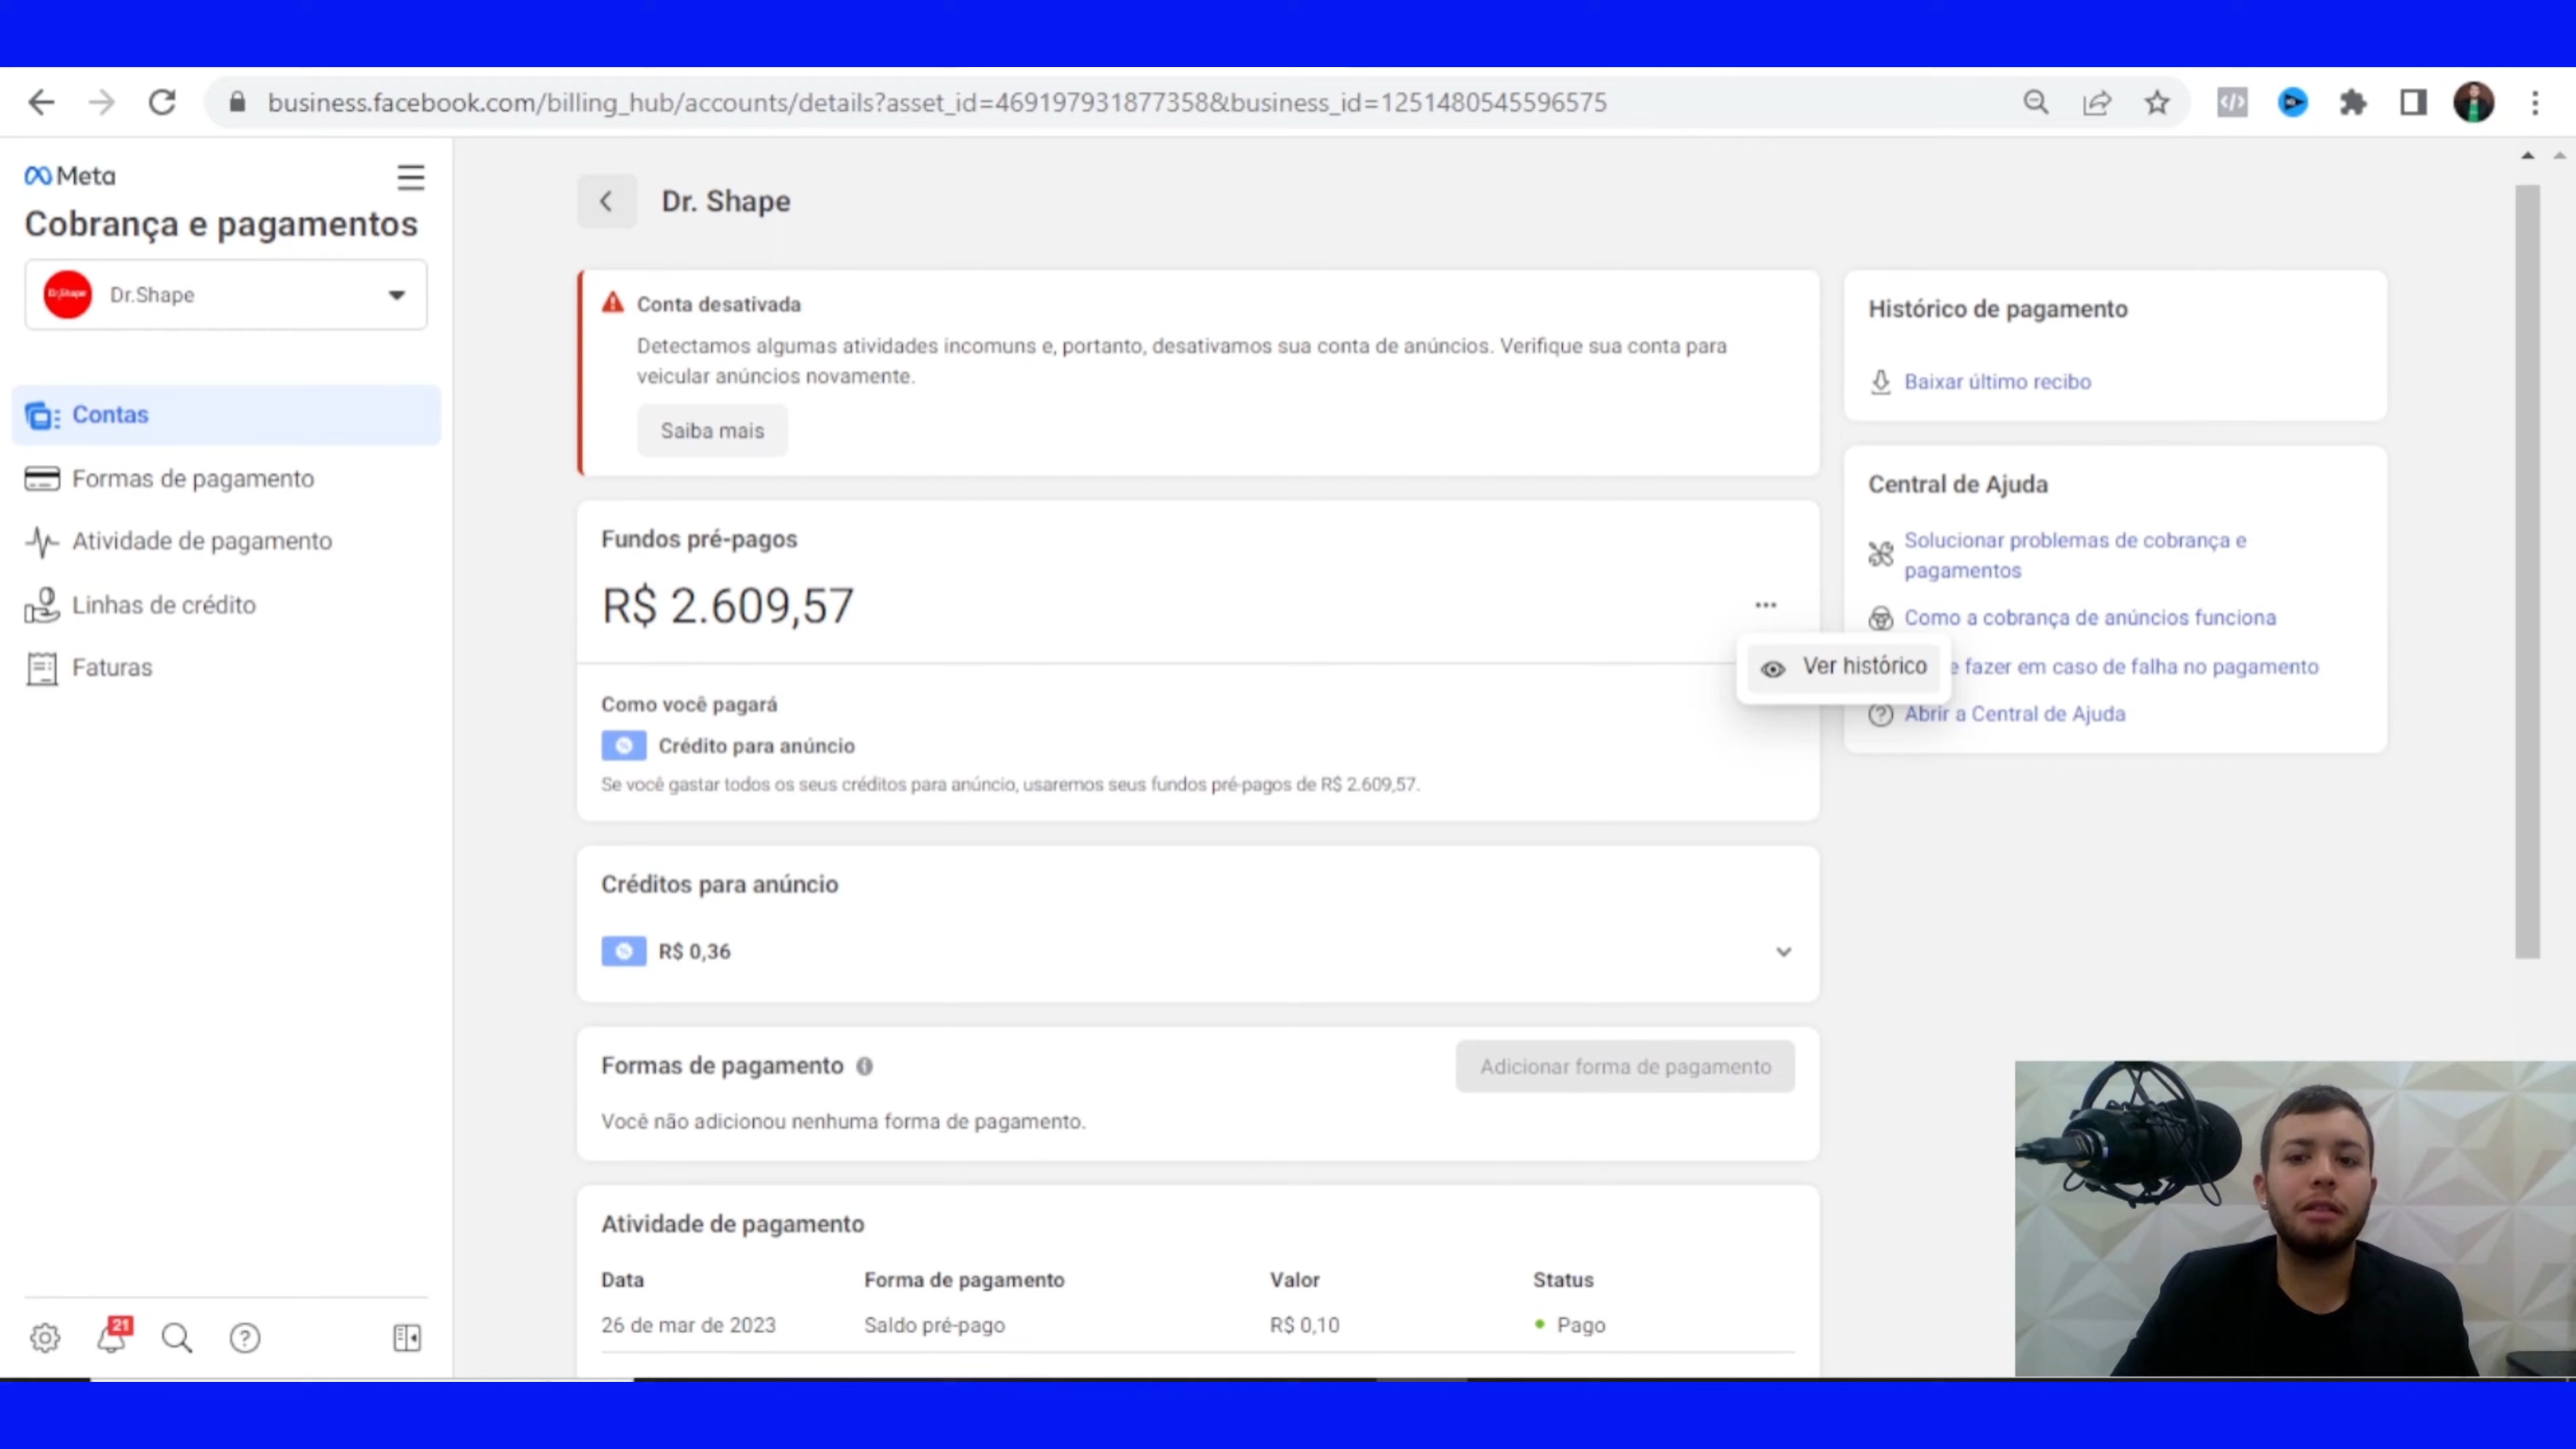 business.facebook.com/billing_hub/accounts/details?asset_id=469197931877358&business_id=1251480545596575
Meta
Cobrança e pagamentos
Dr.Shape
Dr.Shape
Contas
Formas de pagamento
Atividade de pagamento
Linhas de crédito
Faturas
21
Dr. Shape
Conta desativada
Detectamos algumas atividades incomuns e, portanto, desativamos sua conta de anúncios. Verifique sua conta para
veicular anúncios novamente.
Saiba mais
Fundos pré-pagos
R$ 2.609,57
Ver histórico
Como você pagará
Crédito para anúncio
Se você gastar todos os seus créditos para anúncio, usaremos seus fundos pré-pagos de R$ 2.609,57.
Créditos para anúncio
R$ 0,36
Formas de pagamento
Adicionar forma de pagamento
Você não adicionou nenhuma forma de pagamento.
Atividade de pagamento
Data Forma de pagamento Valor Status
26 de mar de 2023 Saldo pré-pago R$ 0,10 Pago
Histórico de pagamento
Baixar último recibo
Central de Ajuda
Solucionar problemas de cobrança e
pagamentos
Como a cobrança de anúncios funciona
e fazer em caso de falha no pagamento
Abrir a Central de Ajuda